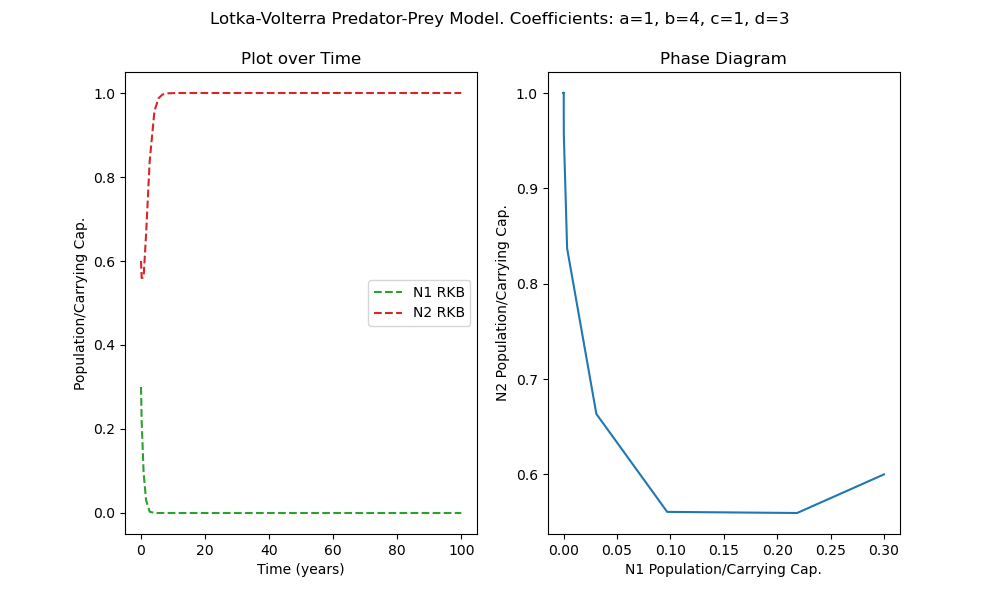 Lotka-Volterra Predator-Prey Model. Coefficients: a=1, b=4, c=1, d=3
Plot over Time
Population/Carrying Cap.
1.0
0.8
0.6
0.4
0.2
0.0
N1 RKB
N2 RKB
0 20 40 60 80 100
Time (years)
Phase Diagram
N2 Population/Carrying Cap.
1.0
0.9
0.8
0.7
0.6
0.00 0.05 0.10 0.15 0.20 0.25 0.30
N1 Population/Carrying Cap.